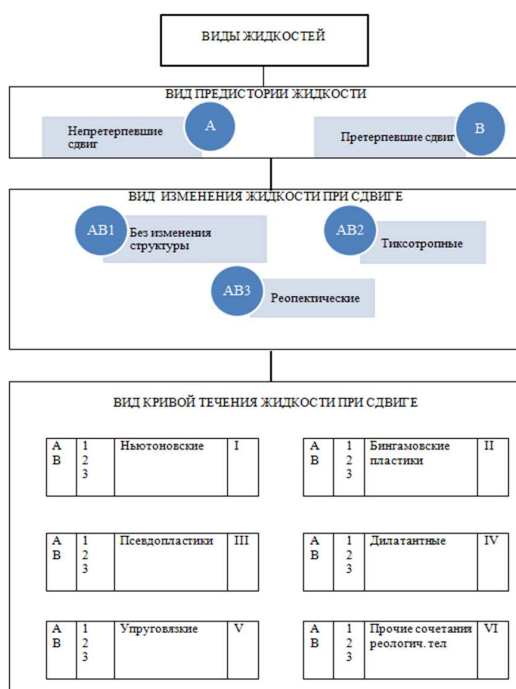 ВИДЫ ЖИДКОСТЕЙ
ВИД ПРЕДИСТОРИИ ЖИДКОСТИ
Непретерпевшие
сдвиг
А
Претерпевшие сдвиг
В
ВИД ИЗМЕНЕНИЯ ЖИДКОСТИ ПРИ СДВИГЕ
АВ1
Без изменения
структуры
АВ2
Тиксотропные
АВ3
Реопектические
ВИД КРИВОЙ ТЕЧЕНИЯ ЖИДКОСТИ ПРИ СДВИГЕ
А 1 Ньютоновские I
В 2
3
А 1 Бингамовские II
В 2 пластики
3
А 1 Псевдопластики III
В 2
3
А 1 Дилатантные IV
В 2
3
А 1 Упруговязкие V
В 2
3
А 1 Прочие сочетания VI
В 2 реологич. тел
3